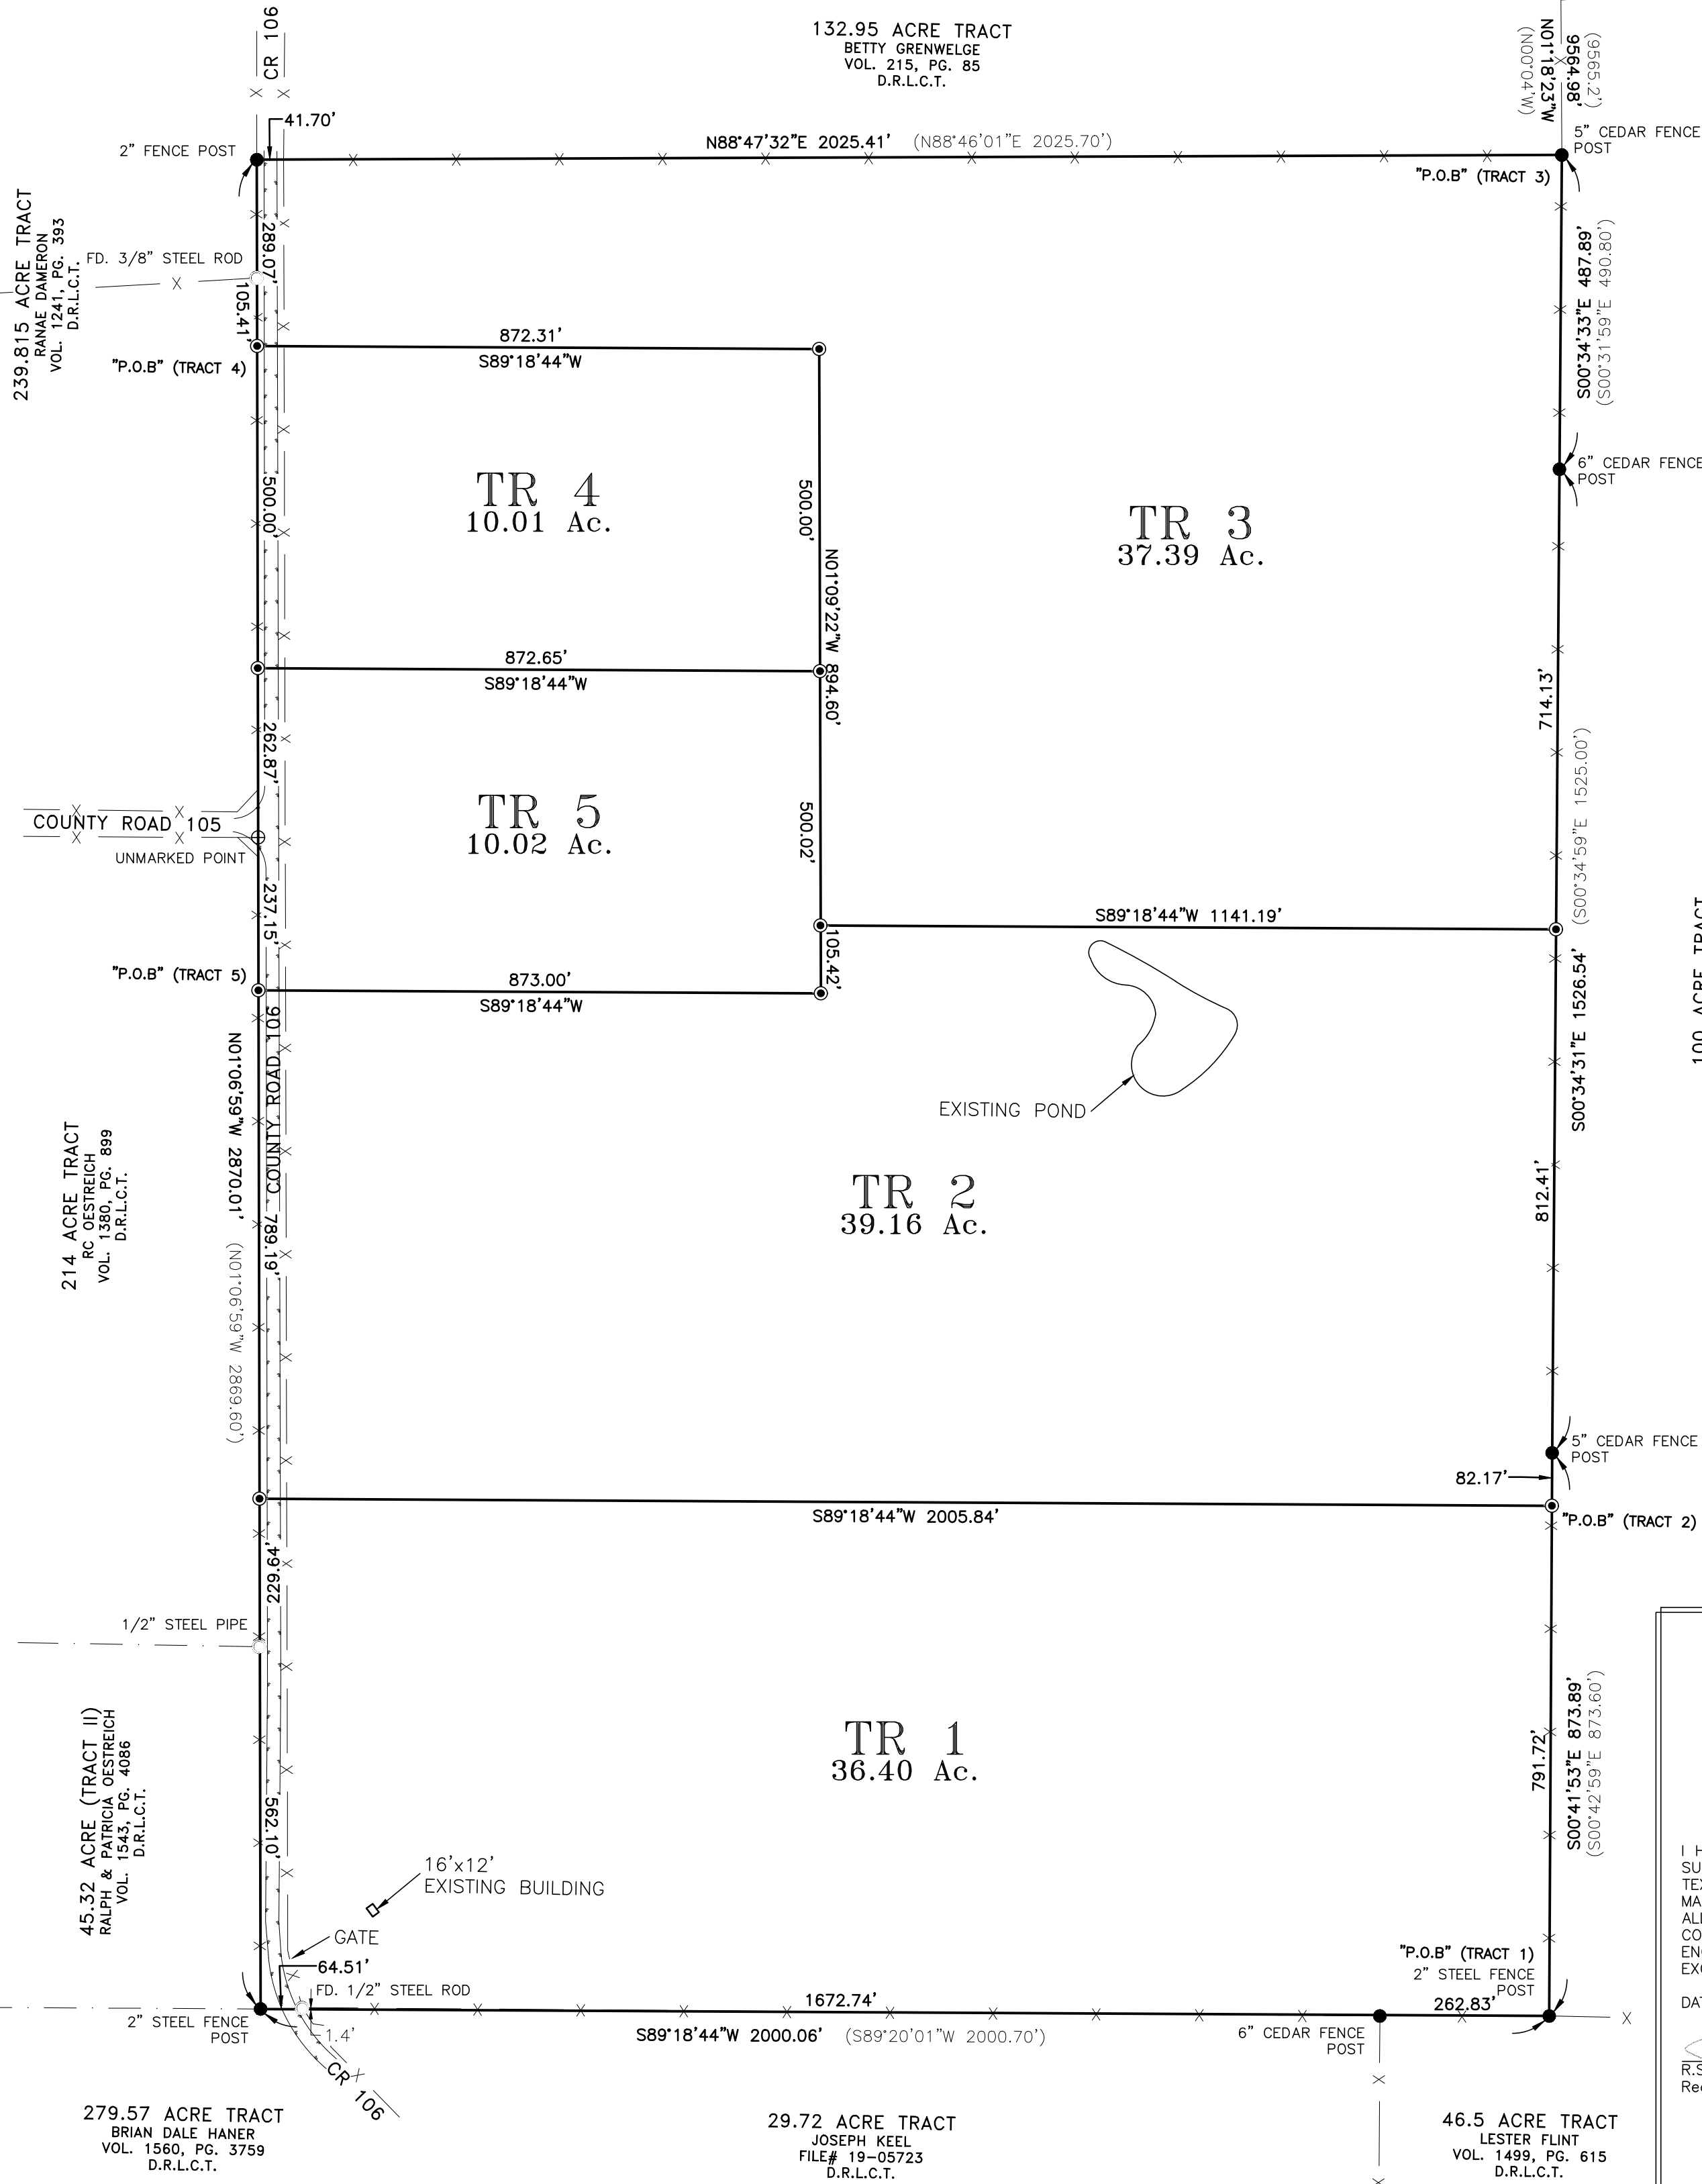 CR 106
132.95 ACRE TRACT
BETTY GRENWELGE
VOL. 215, PG. 85
D.R.L.C.T.
(9565.2')
9564.98'
N01°18'23"W
(N00°04'W)
41.70'
2" FENCE POST
N88°47'32"E 2025.41' (N88°46'01"E 2025.70')
5" CEDAR FENCE
POST
"P.O.B" (TRACT 3)
239.815 ACRE TRACT
RANAE DAMERON
VOL. 1241, PG. 393
D.R.L.C.T.
FD. 3/8" STEEL ROD
289.07'
105.41'
S00°34'33"E 487.89'
(S00°31'59"E 490.80')
872.31'
S89°18'44"W
"P.O.B" (TRACT 4)
6" CEDAR FENCE
POST
TR 4
10.01 Ac.
500.00'
500.00'
TR 3
37.39 Ac.
N01°09'22"W 894.60'
872.65'
S89°18'44"W
714.13'
(S00°34'59"E 1525.00')
262.87'
COUNTY ROAD 105
UNMARKED POINT
TR 5
10.02 Ac.
500.02'
237.15'
S89°18'44"W 1141.19'
105.42'
"P.O.B" (TRACT 5)
873.00'
S89°18'44"W
S00°34'31"E 1526.54'
100 ACRE TRACT
COUNTY ROAD 106
N01°06'59"W 2870.01' (N01°06'59"W 2869.60')
EXISTING POND
214 ACRE TRACT
RC OESTREICH
VOL. 1380, PG. 899
D.R.L.C.T.
789.19'
TR 2
39.16 Ac.
812.41'
5" CEDAR FENCE
POST
82.17'
S89°18'44"W 2005.84'
"P.O.B" (TRACT 2)
229.64'
1/2" STEEL PIPE
45.32 ACRE (TRACT II)
RALPH & PATRICIA OESTREICH
VOL. 1543, PG. 4086
D.R.L.C.T.
TR 1
36.40 Ac.
791.72'
S00°41'53"E 873.89'
(S00°42'59"E 873.60')
562.10'
16'x12'
EXISTING BUILDING
GATE
64.51'
FD. 1/2" STEEL ROD
"P.O.B" (TRACT 1)
2" STEEL FENCE
POST
1672.74'
262.83'
2" STEEL FENCE
POST
1.4'
S89°18'44"W 2000.06' (S89°20'01"W 2000.70')
6" CEDAR FENCE
POST
CR 106
279.57 ACRE TRACT
BRIAN DALE HANER
VOL. 1560, PG. 3759
D.R.L.C.T.
29.72 ACRE TRACT
JOSEPH KEEL
FILE# 19-05723
D.R.L.C.T.
46.5 ACRE TRACT
LESTER FLINT
VOL. 1499, PG. 615
D.R.L.C.T.